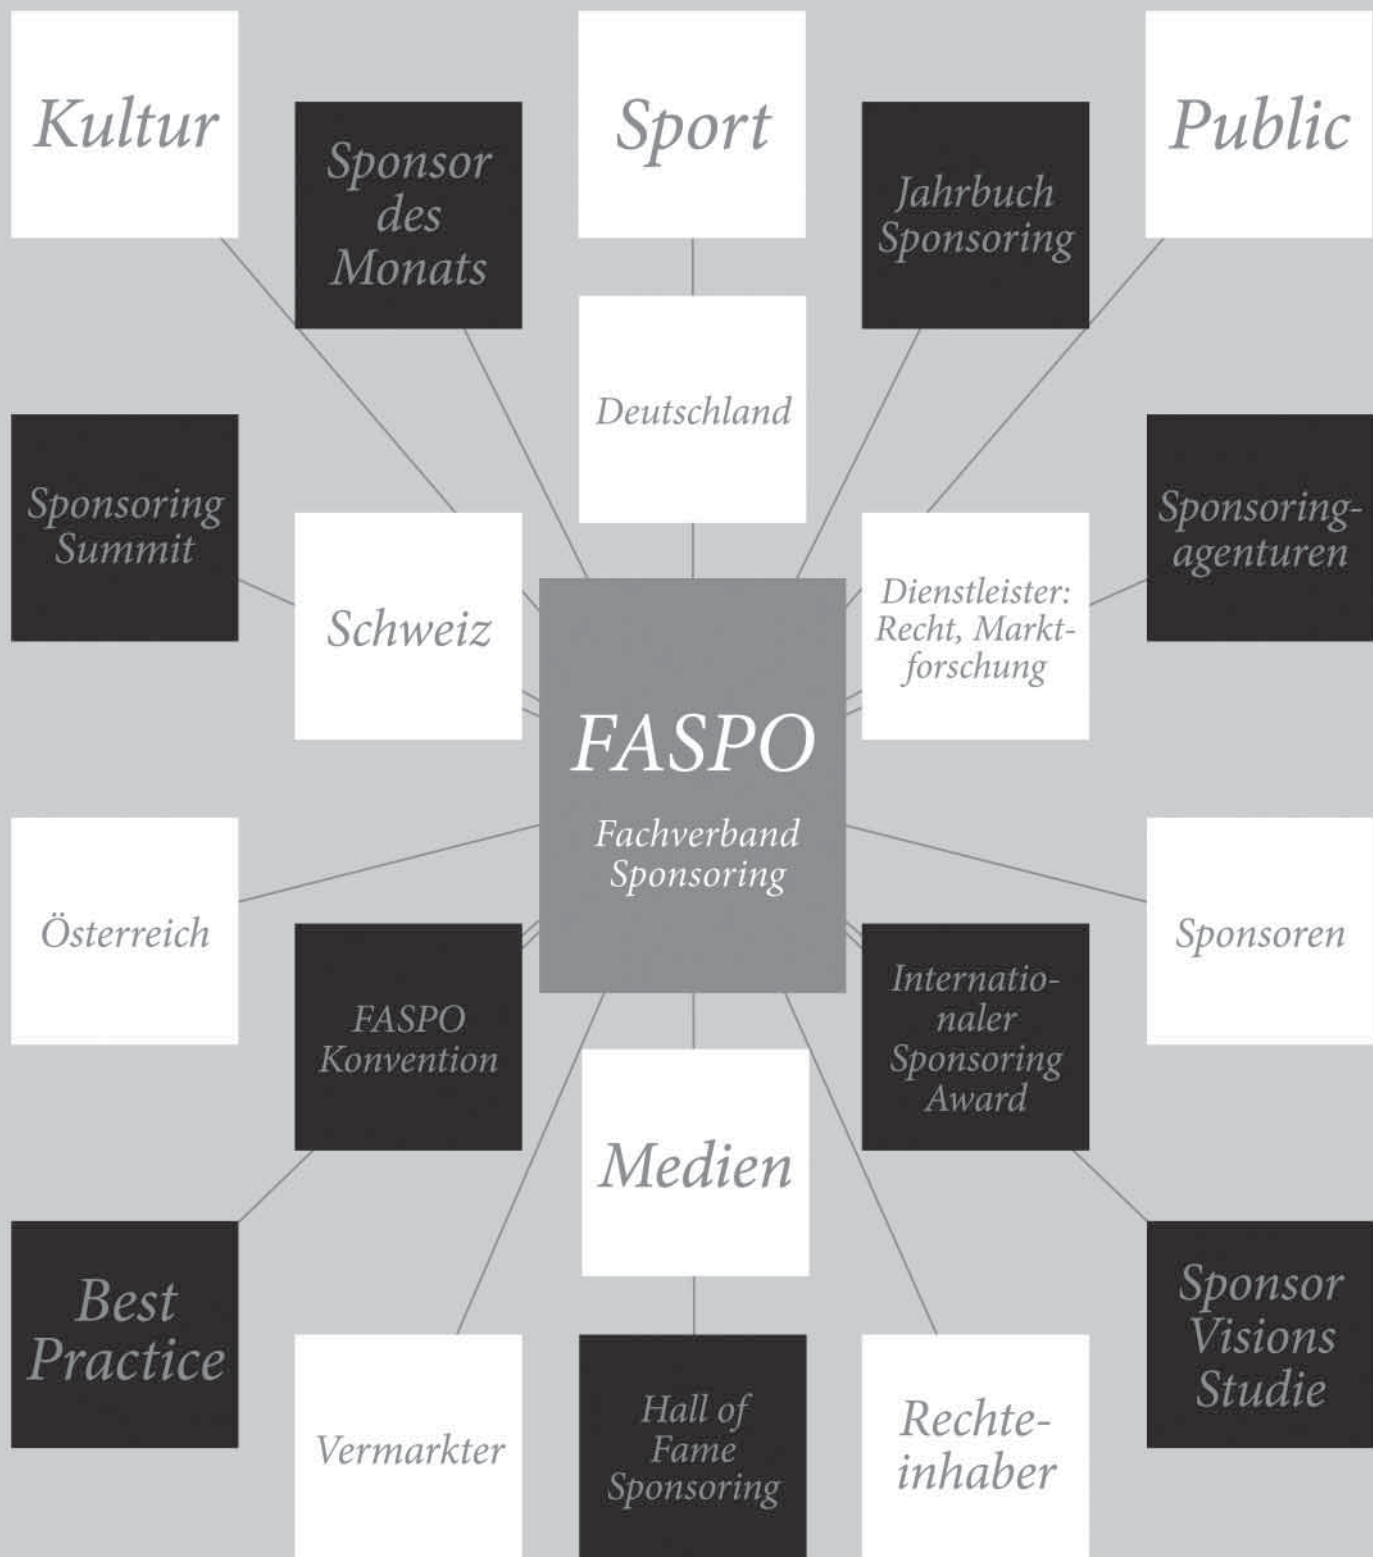 Kultur
Sponsor
des
Monats
Sport
Jahrbuch
Sponsoring
Public
Deutschland
Sponsoring
Summit
Schweiz
Dienstleister:
Recht, Markt-
forschung
Sponsoring-
agenturen
FASPO
Fachverband
Sponsoring
Österreich
FASPO
Konvention
Internatio-
naler
Sponsoring
Award
Sponsoren
Medien
Best
Practice
Vermarkter
Hall of
Fame
Sponsoring
Rechte-
inhaber
Sponsor
Visions
Studie